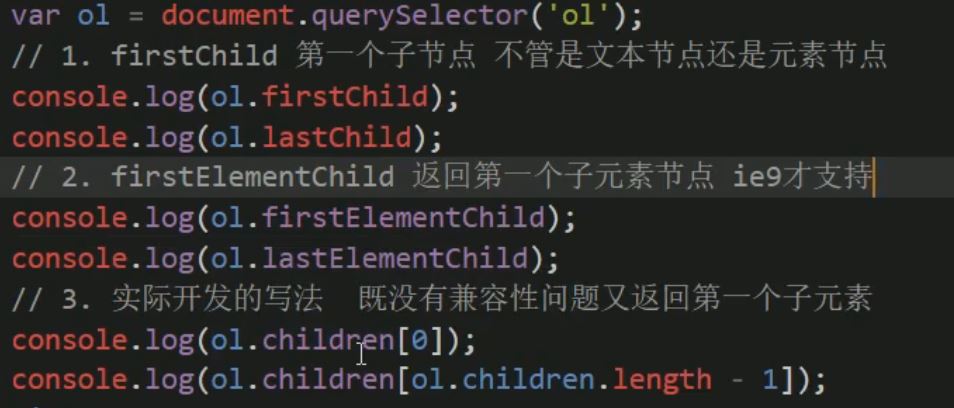 var ol = document.querySelector('ol');
// 1. firstChild 第一个子节点 不管是文本节点还是元素节点
console.log(ol.firstChild);
console.log(ol.lastChild);
// 2. firstElementChild 返回第一个子元素节点 ie9才支持
console.log(ol.firstElementChild);
console.log(ol.lastElementChild);
// 3. 实际开发的写法  既没有兼容性问题又返回第一个子元素
console.log(ol.children[0]);
console.log(ol.children[ol.children.length - 1]);